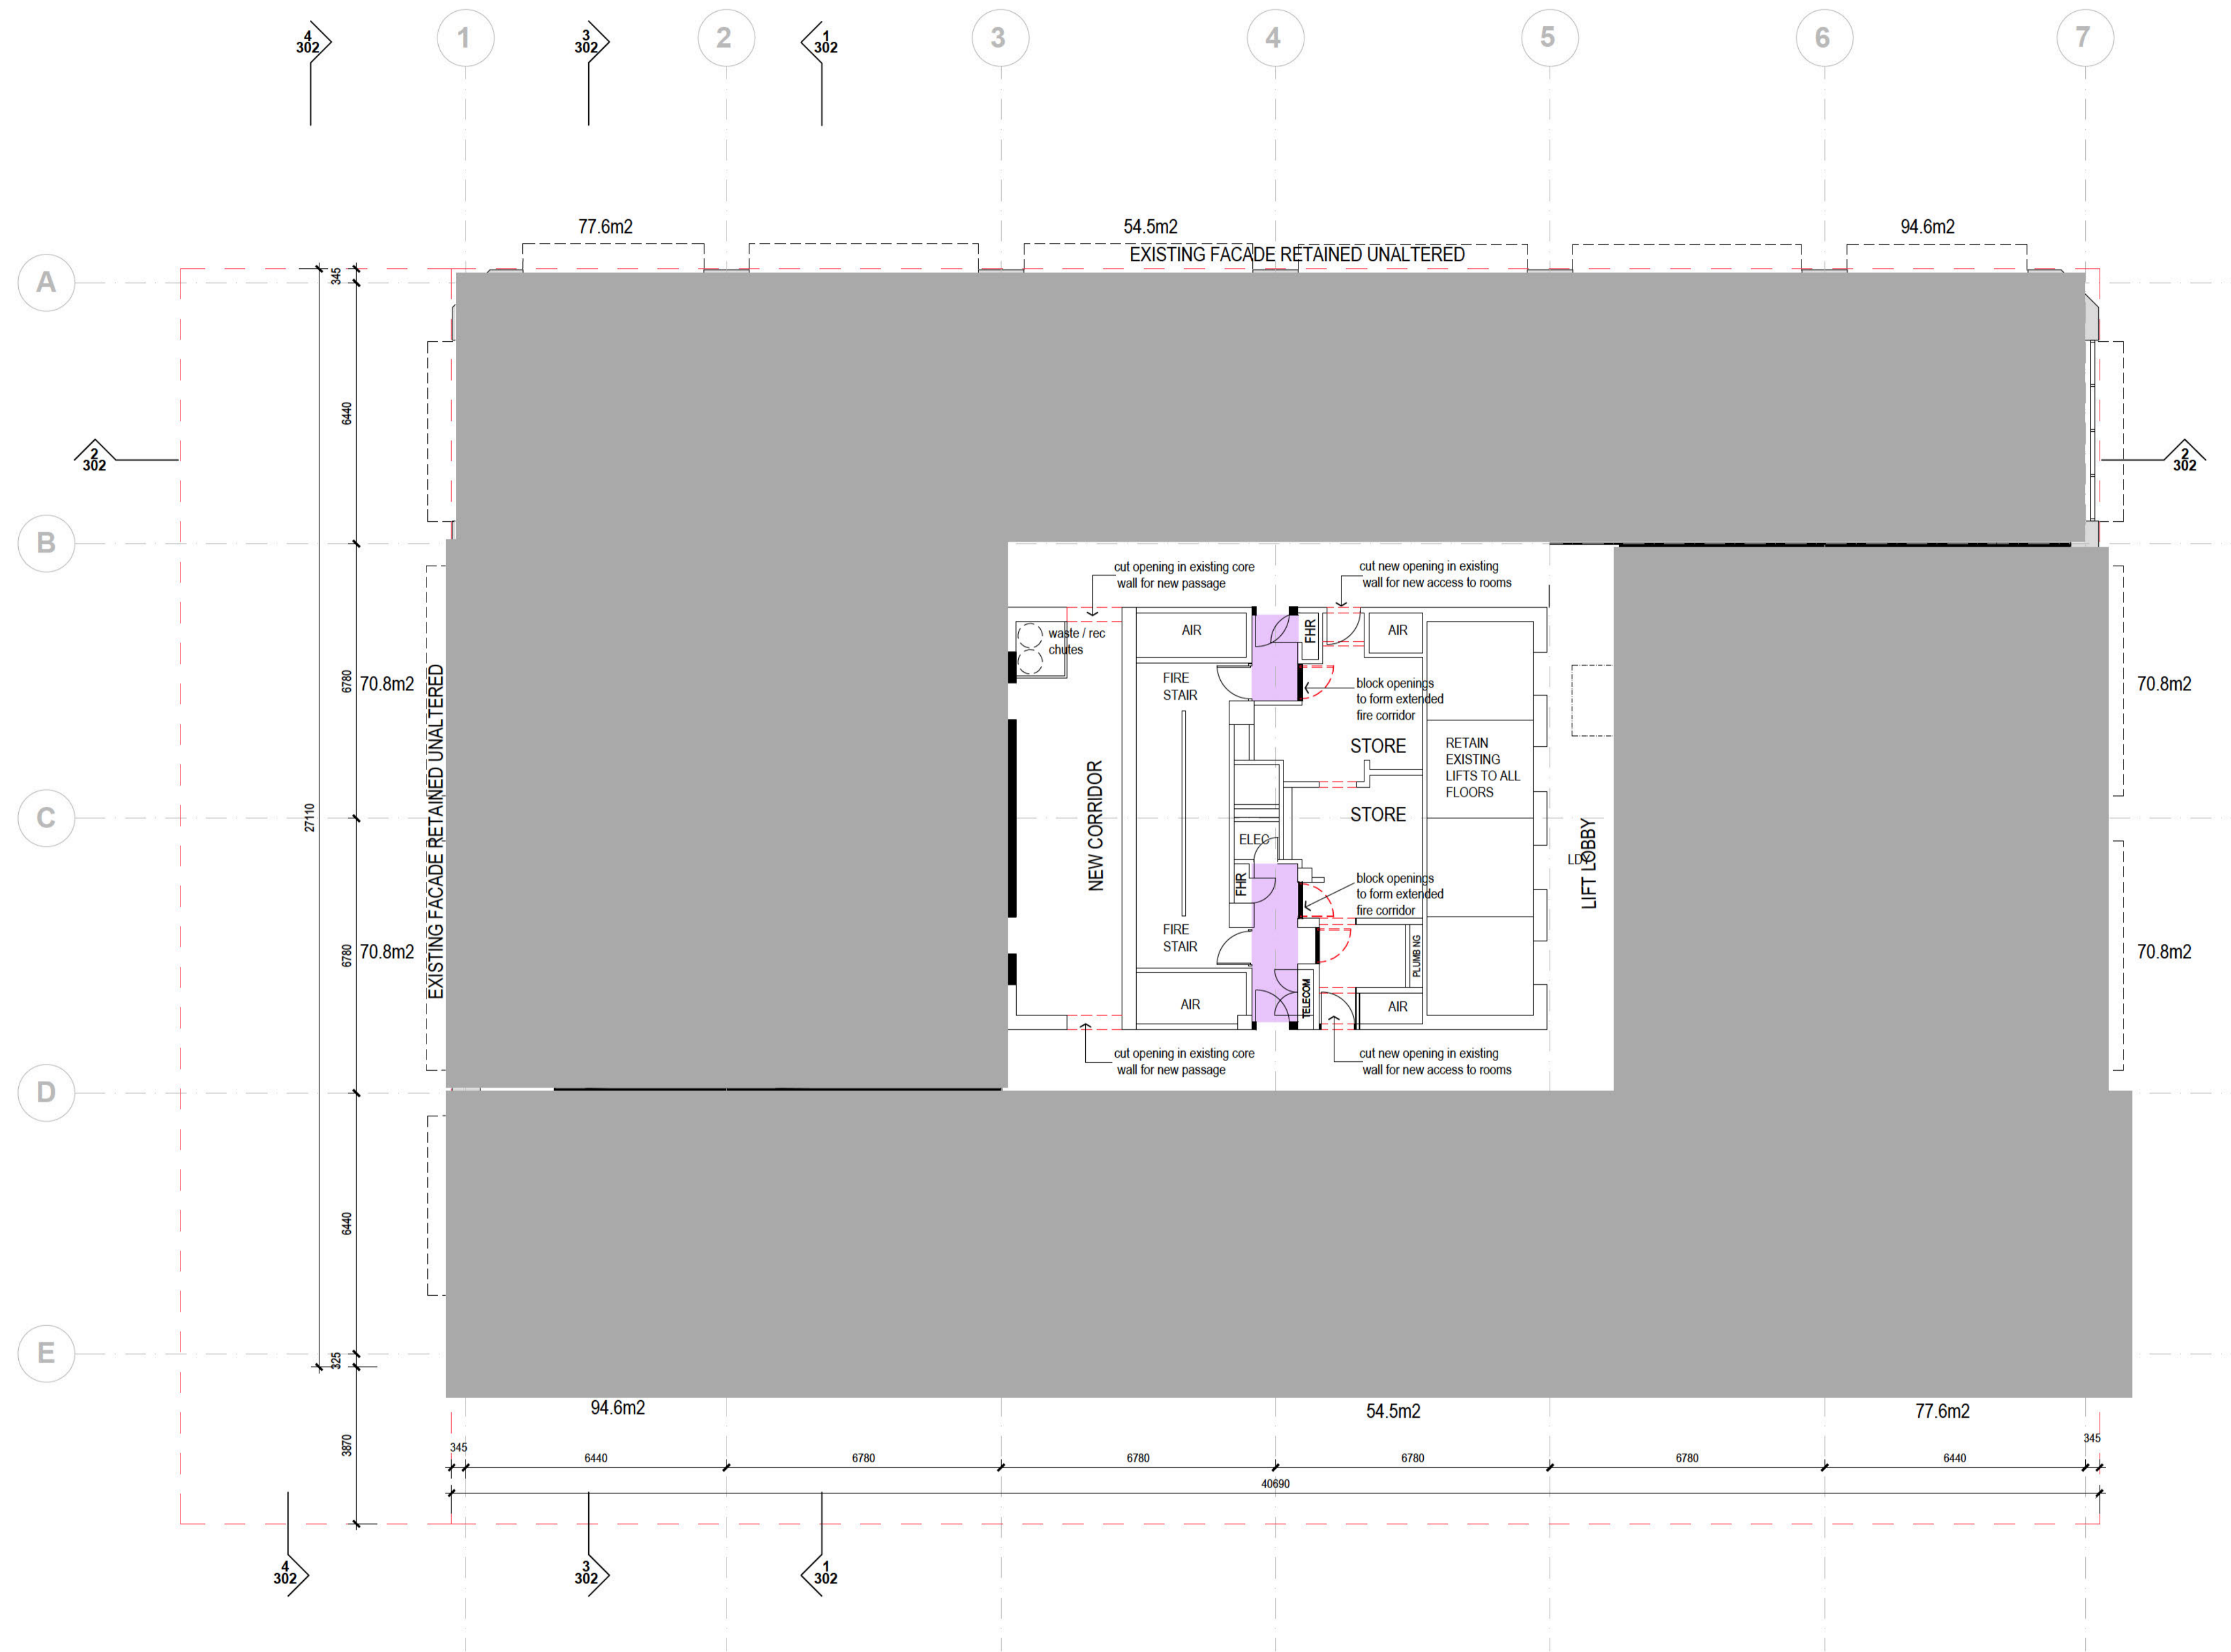 4
302
3
302
1
302
1
2
3
4
5
6
7
77.6m2
54.5m2
94.6m2
EXISTING FACADE RETAINED UNALTERED
A
345
6440
2
302
2
302
B
cut opening in existing core
wall for new passage
cut new opening in existing
wall for new access to rooms
waste / rec
chutes
AIR
FHR
AIR
6780
70.8m2
EXISTING FACADE RETAINED UNALTERED
FIRE
STAIR
block openings
to form extended
fire corridor
70.8m2
STORE
RETAIN
EXISTING
LIFTS TO ALL
FLOORS
NEW CORRIDOR
C
27110
STORE
ELEC
LIFT LOBBY
FHR
block openings
to form extended
fire corridor
6780
70.8m2
FIRE
STAIR
PLUMB NG
70.8m2
AIR
TELECOM
AIR
cut opening in existing core
wall for new passage
cut new opening in existing
wall for new access to rooms
D
6440
E
325
3870
94.6m2
54.5m2
77.6m2
345
6440
6780
6780
6780
6780
6440
345
40690
4
302
3
302
1
302